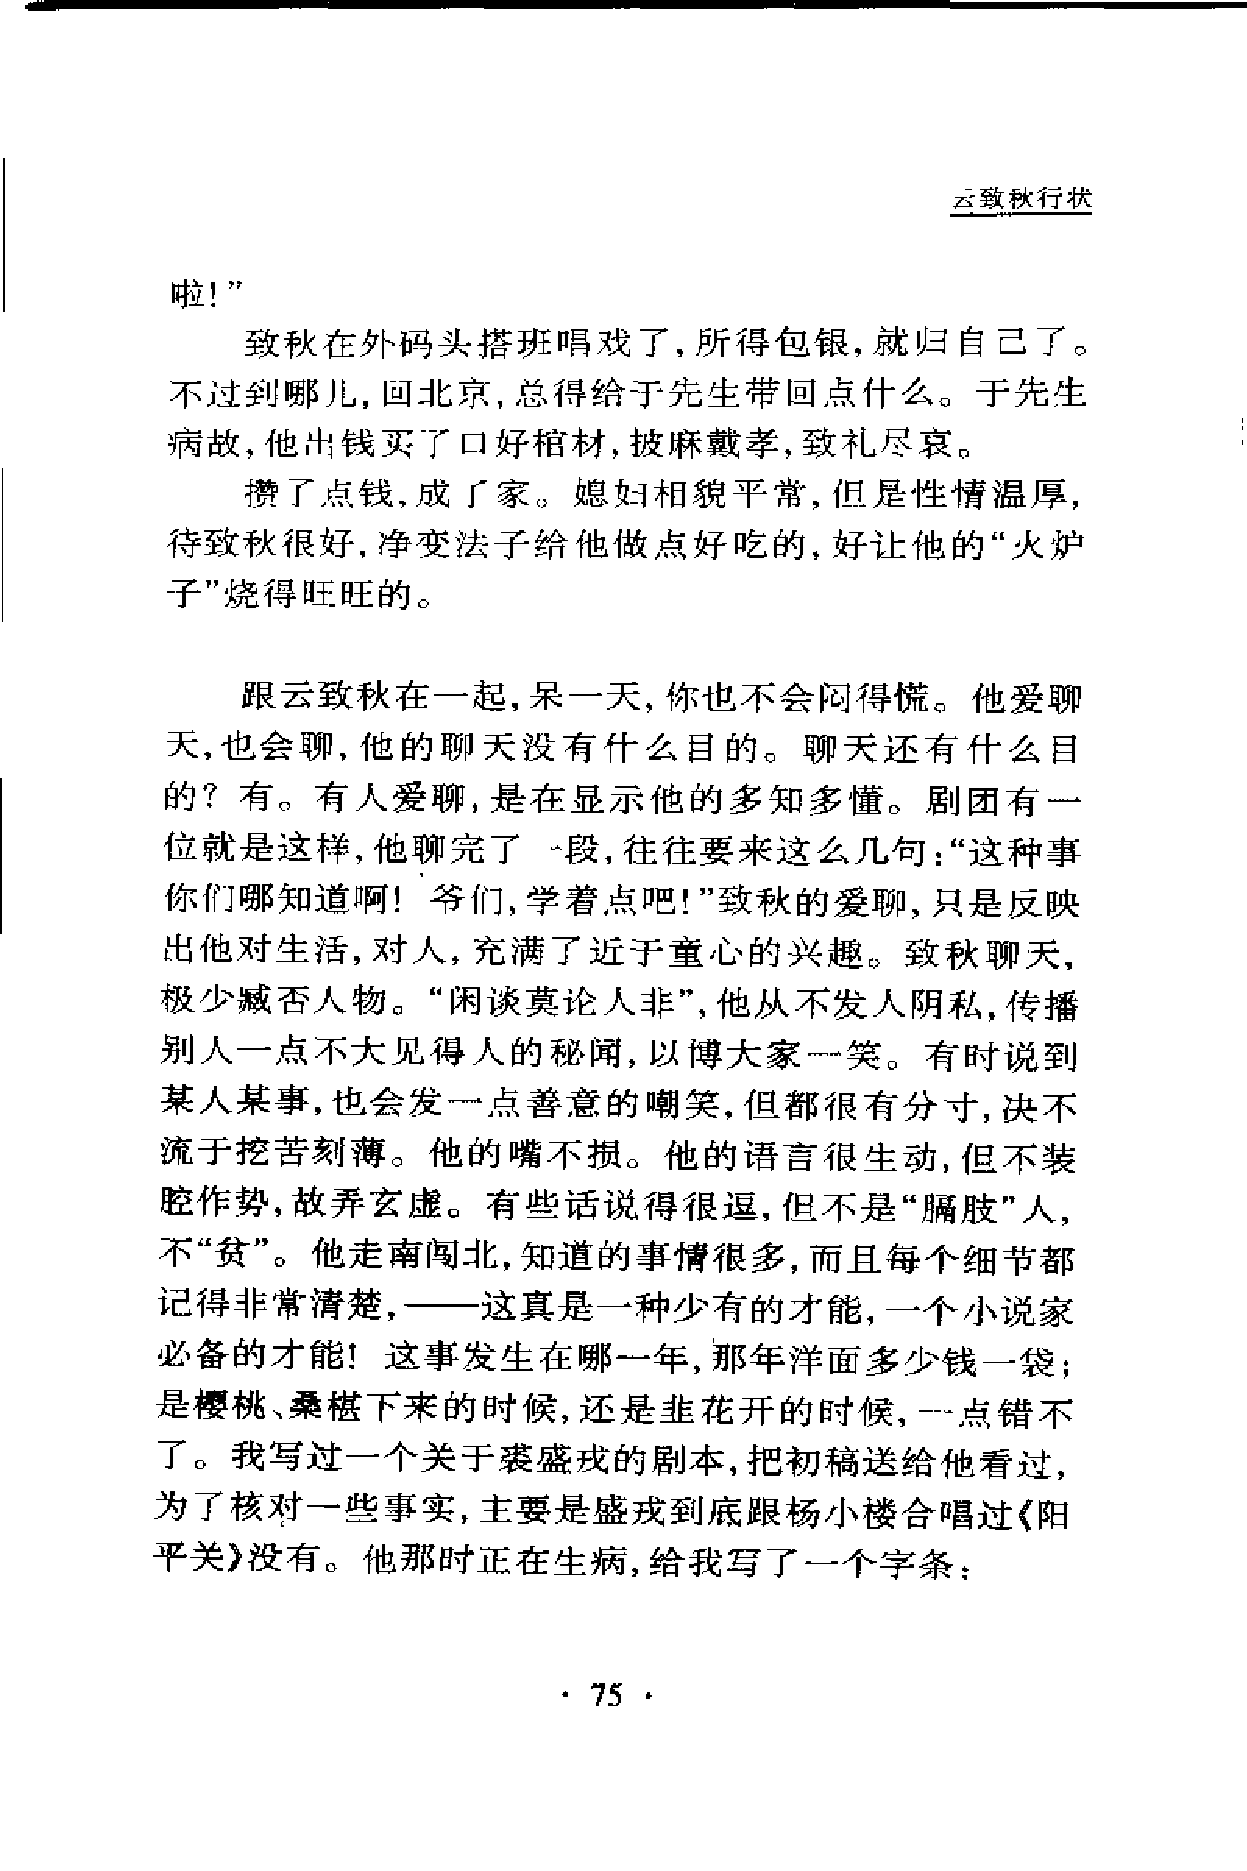 云致秋行状
啦!”
致秋在外码头搭班唱戏了,所得包银,就归自己了。
不过到哪儿,回北京,总得给于先生带回点什么。于先生
病故,他出钱买了口好棺材,披麻戴孝,致礼尽哀。
攒了点钱,成了家。媳妇相貌平常,但是性情温厚,
待致秋很好,净变法子给他做点好吃的,好让他的“火炉
子”烧得旺旺的。
跟云致秋在一起,呆一天,你也不会闷得慌。他爱聊
天,也会聊,他的聊天没有什么目的。聊天还有什么目
的?有。有人爱聊,是在显示他的多知多懂。剧团有一
位就是这样,他聊完了一段,往往要来这么几句:“这种事
你们哪知道啊!爷们,学着点吧!”致秋的爱聊,只是反映
出他对生活,对人,充满了近于童心的兴趣。致秋聊天,
极少臧否人物。“闲谈莫论人非”,他从不发人阴私,传播
别人一点不大见得人的秘闻,以博大家一笑。有时说到
某人某事,也会发一点善意的嘲笑,但都很有分寸,决不
流于挖苦刻薄。他的嘴不损。他的语言很生动,但不装
腔作势,故弄玄虚。有些话说得很逗,但不是“膈肢”人,
不“贫”。他走南闯北,知道的事情很多,而且每个细节都
记得非常清楚,——这真是一种少有的才能,一个小说家
必备的才能!这事发生在哪一年,那年洋面多少钱一袋;
是樱桃、桑椹下来的时候,还是韭花开的时候,一点错不
了。我写过一个关于裘盛戎的剧本,把初稿送给他看过,
为了核对一些事实,主要是盛戎到底跟杨小楼合唱过《阳
平关》没有。他那时正在生病,给我写了一个字条:
· 75 ·